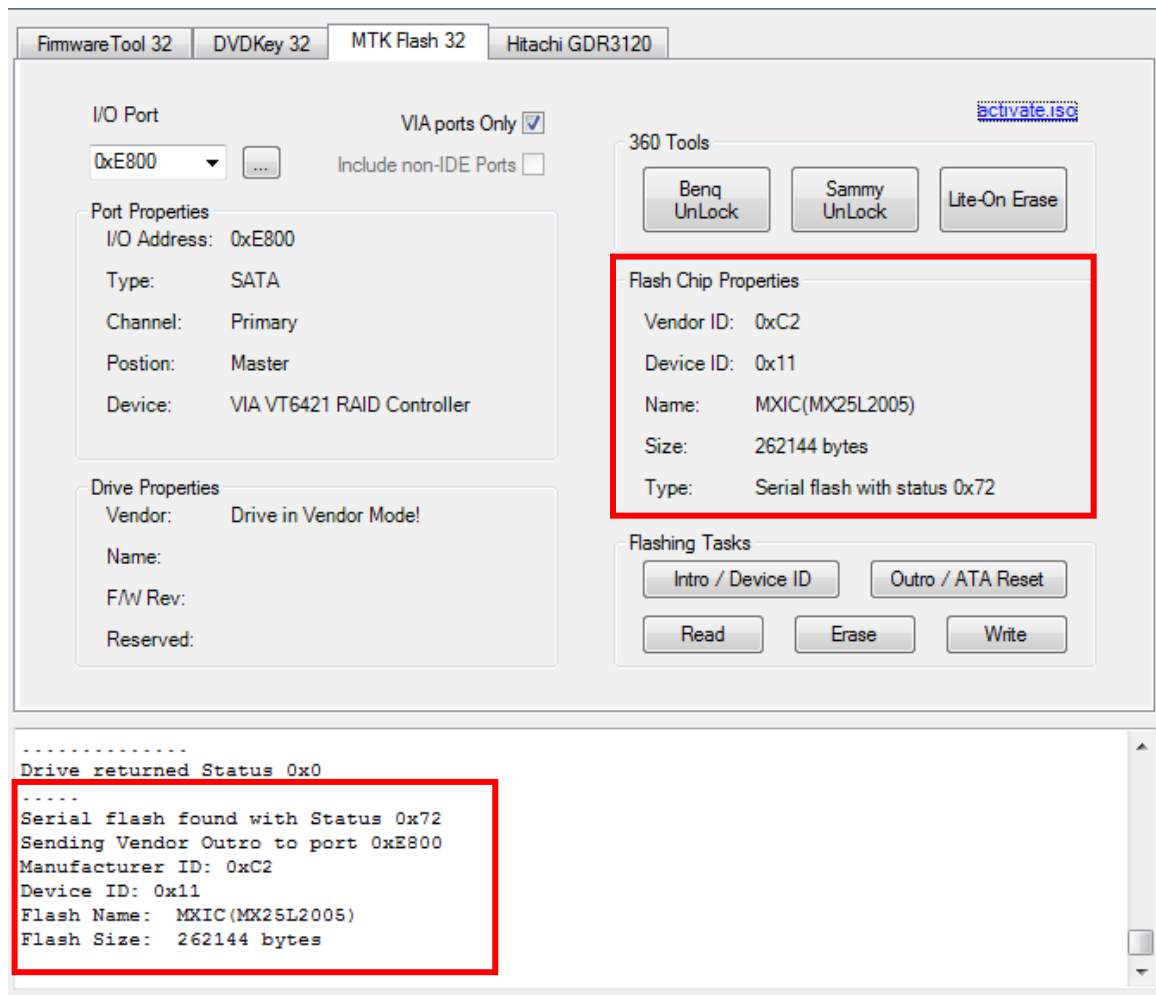 FirmwareTool 32 DVDKey 32 MTK Flash 32 Hitachi GDR3120
I/O Port
VIA ports Only
0xE800 ...
Include non-IDE Ports
Port Properties
I/O Address: 0xE800
Type: SATA
Channel: Primary
Postion: Master
Device: VIA VT6421 RAID Controller
Drive Properties
Vendor: Drive in Vendor Mode!
Name:
F/W Rev:
Reserved:
activate.iso
360 Tools
Benq UnLock
Sammy UnLock
Lite-On Erase
Flash Chip Properties
Vendor ID: 0xC2
Device ID: 0x11
Name: MXIC(MX25L2005)
Size: 262144 bytes
Type: Serial flash with status 0x72
Flashing Tasks
Intro / Device ID Outro / ATA Reset
Read Erase Write
..............
Drive returned Status 0x0
.....
Serial flash found with Status 0x72
Sending Vendor Outro to port 0xE800
Manufacturer ID: 0xC2
Device ID: 0x11
Flash Name: MXIC(MX25L2005)
Flash Size: 262144 bytes